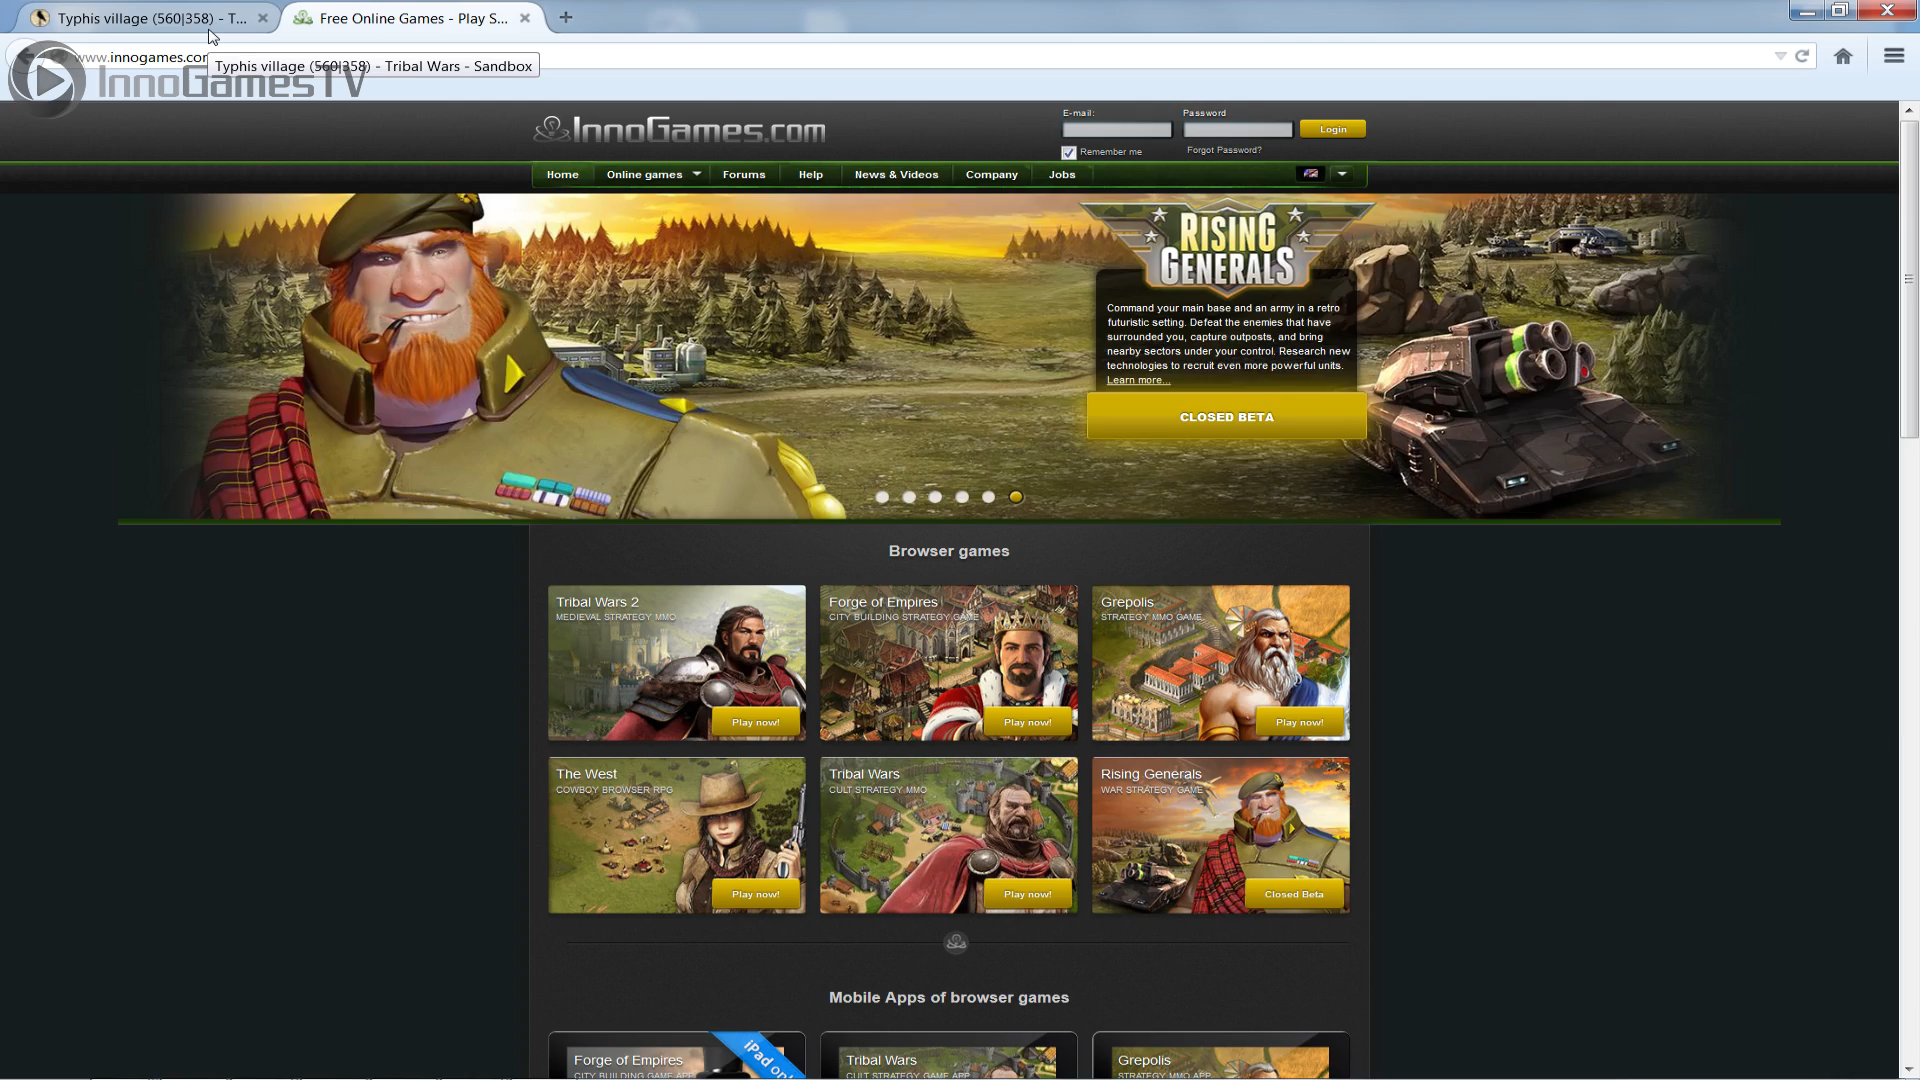 Typhis village (560|358) - T...
Free Online Games - Play S...
www.innogames.com
Typhis village (560|358) - Tribal Wars - Sandbox
InnoGamesTV
InnoGames.com
E-mail:
Password
Login
Remember me
Forgot Password?
Home
Online games
Forums
Help
News & Videos
Company
Jobs
RISING
GENERALS
Command your main base and an army in a retro
futuristic setting. Defeat the enemies that have
surrounded you, capture outposts, and bring
nearby sectors under your control. Research new
technologies to recruit even more powerful units.
Learn more...
CLOSED BETA
Browser games
Tribal Wars 2
MEDIEVAL STRATEGY MMO
Play now!
Forge of Empires
CITY BUILDING STRATEGY GAME
Play now!
Grepolis
STRATEGY MMO GAME
Play now!
The West
COWBOY BROWSER RPG
Play now!
Tribal Wars
CULT STRATEGY MMO
Play now!
Rising Generals
WAR STRATEGY GAME
Closed Beta
Mobile Apps of browser games
Forge of Empires
CITY BUILDING GAME APP
iPad on
Tribal Wars
CULT STRATEGY GAME APP
Grepolis
STRATEGY MMO APP